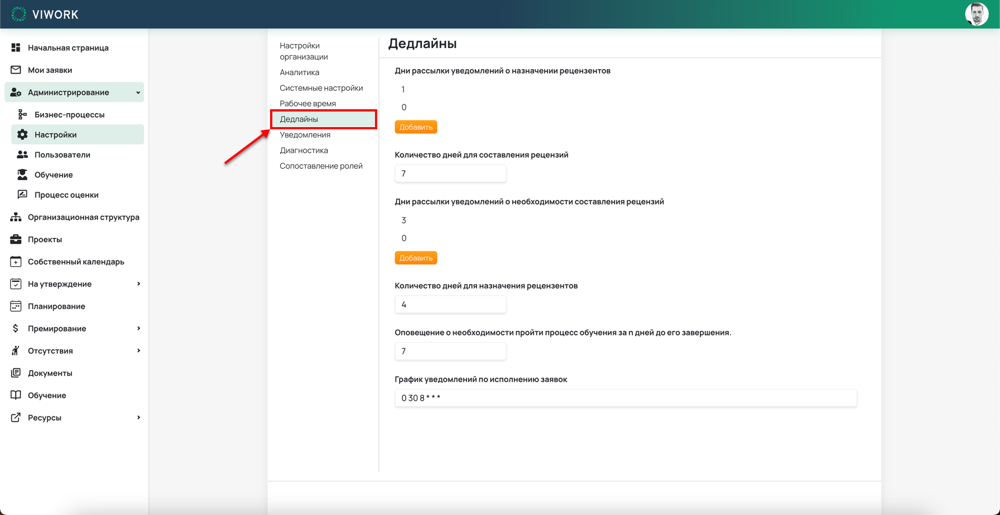 VIWORK
Начальная страница
Мои заявки
Администрирование
Бизнес-процессы
Настройки
Пользователи
Обучение
Процесс оценки
Организационная структура
Проекты
Собственный календарь
На утверждение
Планирование
Премирование
Отсутствия
Документы
Обучение
Ресурсы
Настройки
организации
Аналитика
Системные настройки
Рабочее время
Дедлайны
Уведомления
Диагностика
Сопоставление ролей
Дедлайны
Дни рассылки уведомлений о назначении рецензентов
1
0
Добавить
Количество дней для составления рецензий
7
Дни рассылки уведомлений о необходимости составления рецензий
3
0
Добавить
Количество дней для назначения рецензентов
4
Оповещение о необходимости пройти процесс обучения за n дней до его завершения.
7
График уведомлений по исполнению заявок
0 30 8 * * *